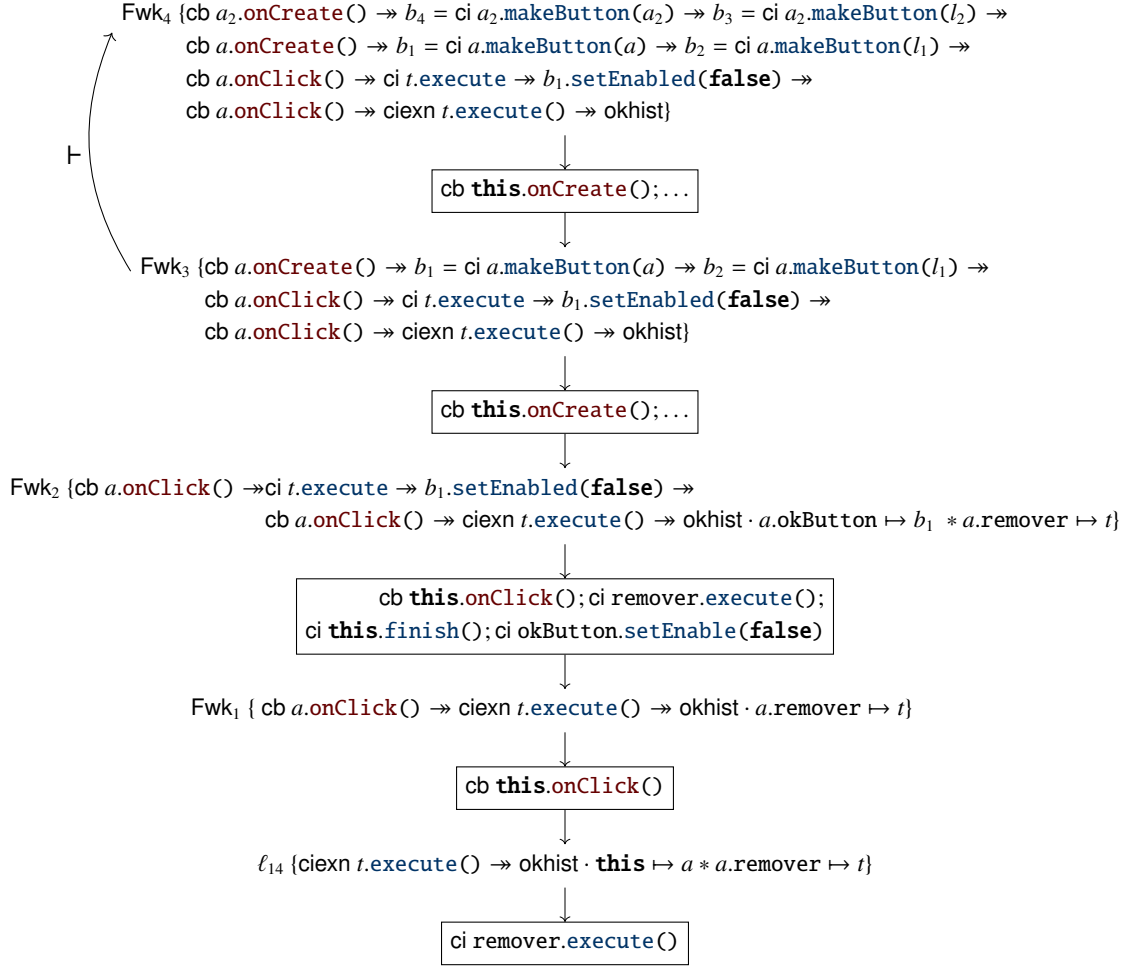 Fwk₄ {cb a₂.onCreate() ↠ b₄ = ci a₂.makeButton(a₂) ↠ b₃ = ci a₂.makeButton(l₂) ↠
cb a.onCreate() ↠ b₁ = ci a.makeButton(a) ↠ b₂ = ci a.makeButton(l₁) ↠
cb a.onClick() ↠ ci t.execute ↠ b₁.setEnabled(false) ↠
cb a.onClick() ↠ ciexn t.execute() ↠ okhist}
⊢
cb this.onCreate();...
Fwk₃ {cb a.onCreate() ↠ b₁ = ci a.makeButton(a) ↠ b₂ = ci a.makeButton(l₁) ↠
cb a.onClick() ↠ ci t.execute ↠ b₁.setEnabled(false) ↠
cb a.onClick() ↠ ciexn t.execute() ↠ okhist}
cb this.onCreate();...
Fwk₂ {cb a.onClick() ↠ci t.execute ↠ b₁.setEnabled(false) ↠
cb a.onClick() ↠ ciexn t.execute() ↠ okhist · a.okButton ↦ b₁ * a.remover ↦ t}
cb this.onClick(); ci remover.execute();
ci this.finish(); ci okButton.setEnable(false)
Fwk₁ { cb a.onClick() ↠ ciexn t.execute() ↠ okhist · a.remover ↦ t}
cb this.onClick()
ℓ₁₄ {ciexn t.execute() ↠ okhist · this ↦ a * a.remover ↦ t}
ci remover.execute()